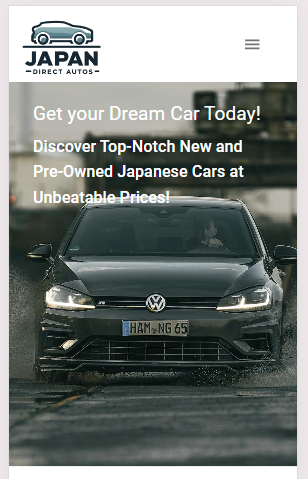 JAPAN
DIRECT AUTOS
Get your Dream Car Today!
Discover Top-Notch New and
Pre-Owned Japanese Cars at
Unbeatable Prices!
HAM NG 65